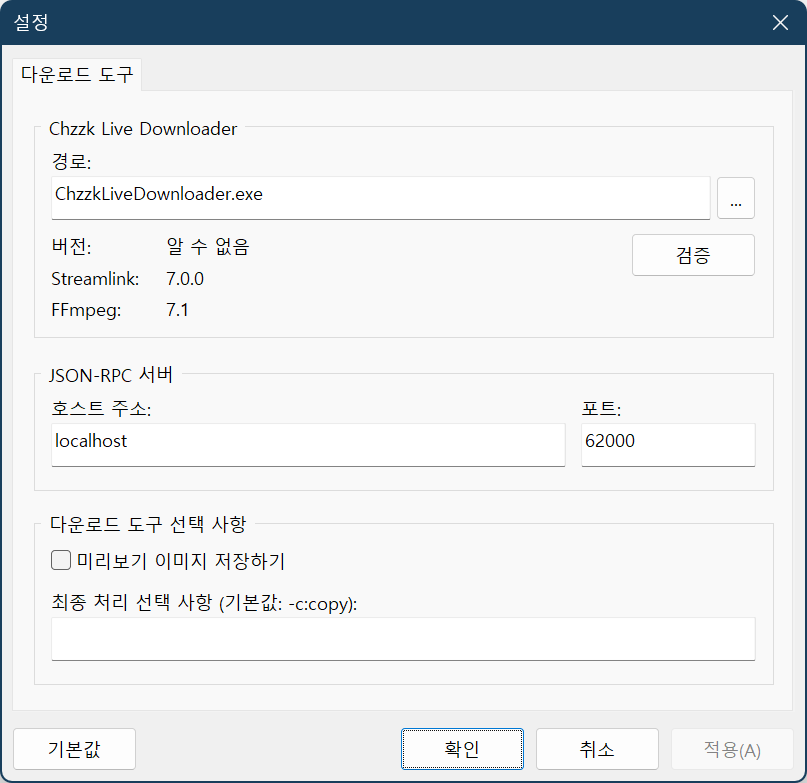 설정
다운로드 도구
Chzzk Live Downloader
경로:
ChzzkLiveDownloader.exe
...
버전: 알 수 없음
검증
Streamlink: 7.0.0
FFmpeg: 7.1
JSON-RPC 서버
호스트 주소: 포트:
localhost 62000
다운로드 도구 선택 사항
미리보기 이미지 저장하기
최종 처리 선택 사항 (기본값: -c:copy):
기본값 확인 취소 적용(A)